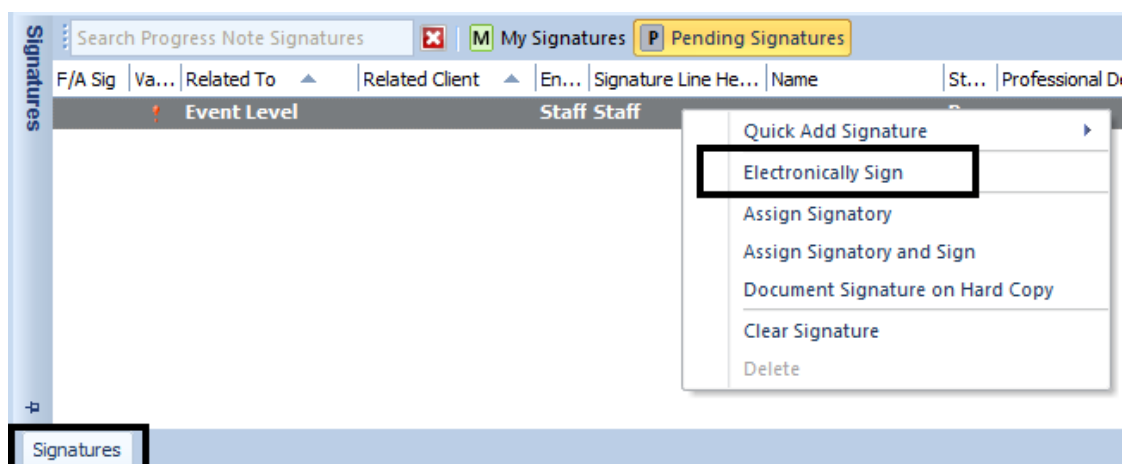 Signatures
Search Progress Note Signatures M My Signatures P Pending Signatures
F/A Sig Va... Related To Related Client En... Signature Line He... Name St... Professional De
Event Level Staff Staff
Quick Add Signature
Electronically Sign
Assign Signatory
Assign Signatory and Sign
Document Signature on Hard Copy
Clear Signature
Delete
Signatures